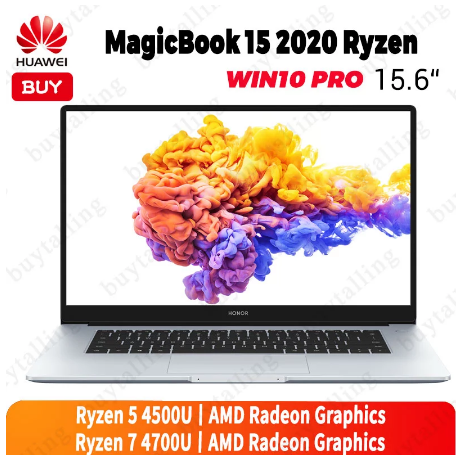 HUAWEI
BUY
MagicBook 15 2020 Ryzen
WIN10 PRO 15.6"
HONOR
Ryzen 5 4500U | AMD Radeon Graphics
Ryzen 7 4700U | AMD Radeon Graphics
buytalling